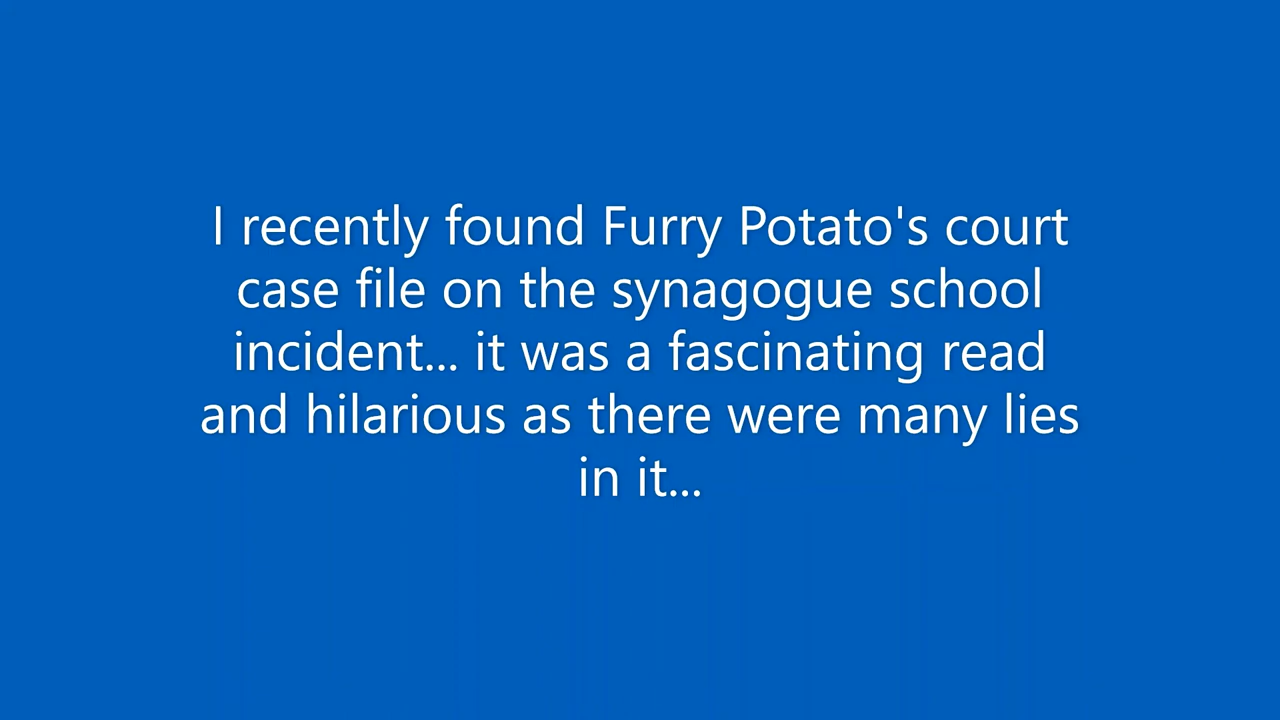 I recently found Furry Potato's court
case file on the synagogue school
incident... it was a fascinating read
and hilarious as there were many lies
in it...